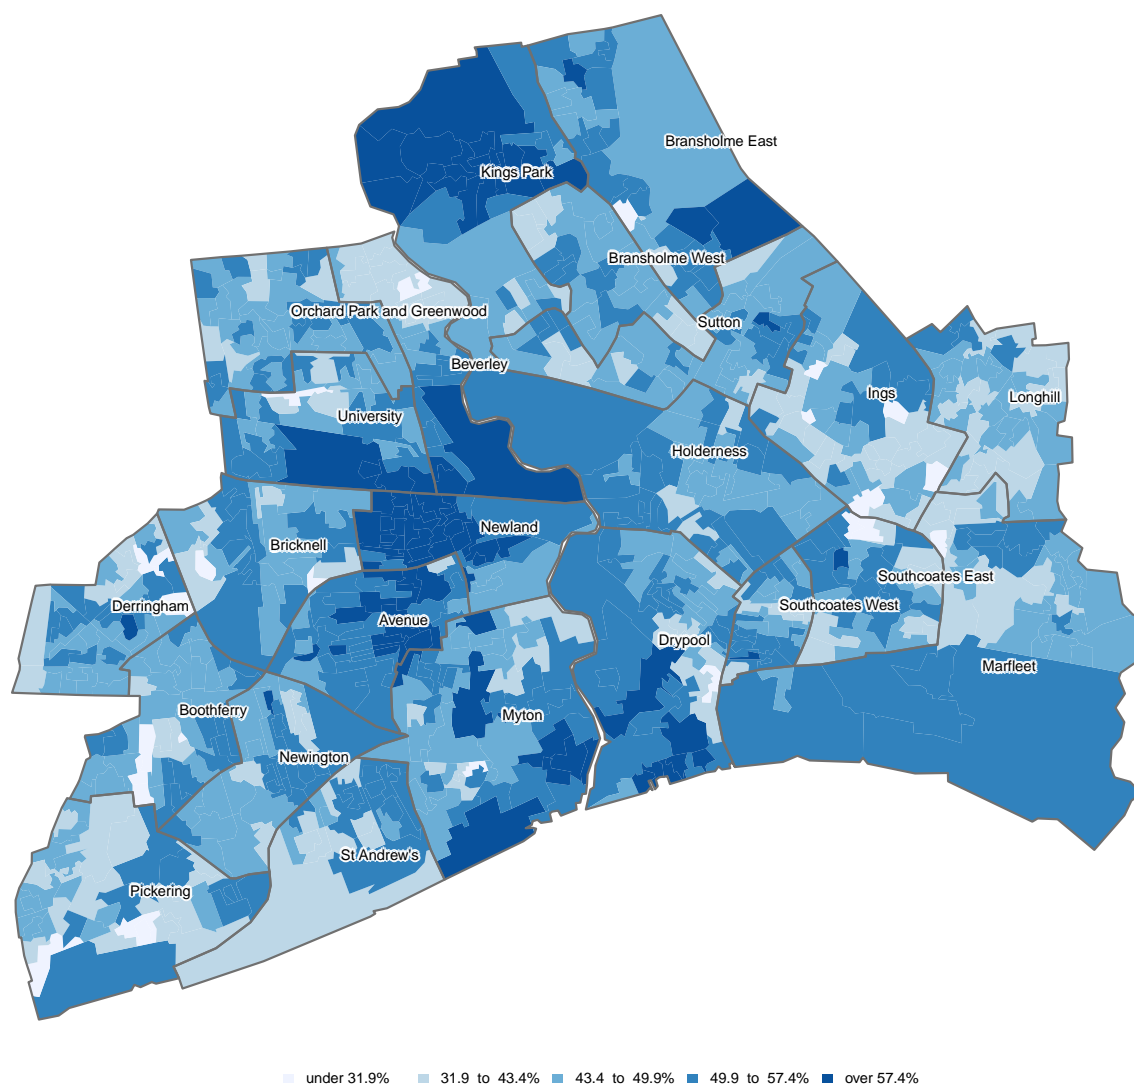 Bransholme East
Kings Park
Bransholme West
Orchard Park and Greenwood
Sutton
Beverley
Ings
Longhill
University
Holderness
Newland
Bricknell
Southcoates East
Derringham
Southcoates West
Avenue
Drypool
Marfleet
Boothferry
Myton
Newington
St Andrew's
Pickering
under 31.9% 31.9 to 43.4% 43.4 to 49.9% 49.9 to 57.4% over 57.4%